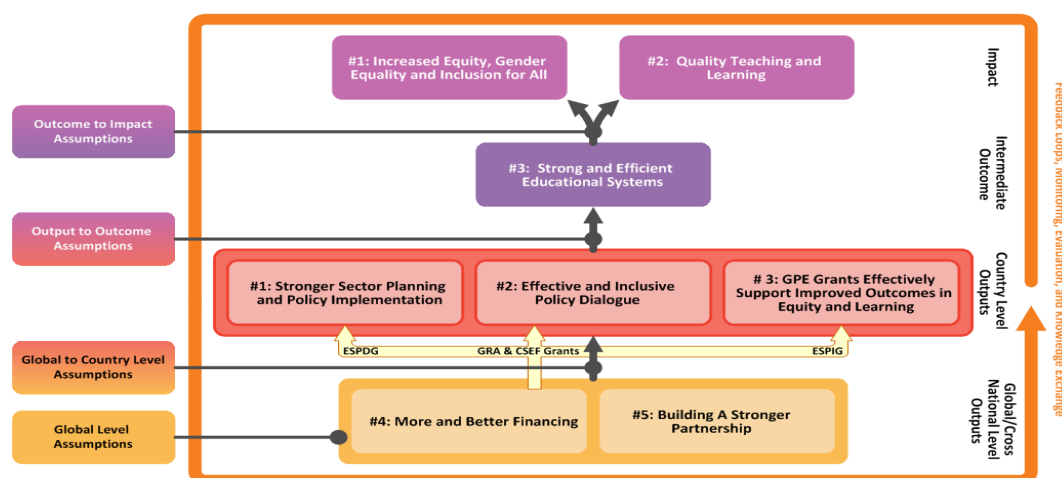 #1: Increased Equity, Gender
Equality and Inclusion for All
#2: Quality Teaching and
Learning
Impact
Outcome to Impact
Assumptions
#3: Strong and Efficient
Educational Systems
Intermediate
Outcome
Output to Outcome
Assumptions
#1: Stronger Sector Planning
and Policy Implementation
#2: Effective and Inclusive
Policy Dialogue
# 3: GPE Grants Effectively
Support Improved Outcomes in
Equity and Learning
Country Level
Outputs
ESPDG
GRA & CSEF Grants
ESPIG
Global to Country Level
Assumptions
#4: More and Better Financing
#5: Building A Stronger
Partnership
Global/Cross
National Level
Outputs
Global Level
Assumptions
Feedback Loops, Monitoring, Evaluation, and Knowledge Exchange